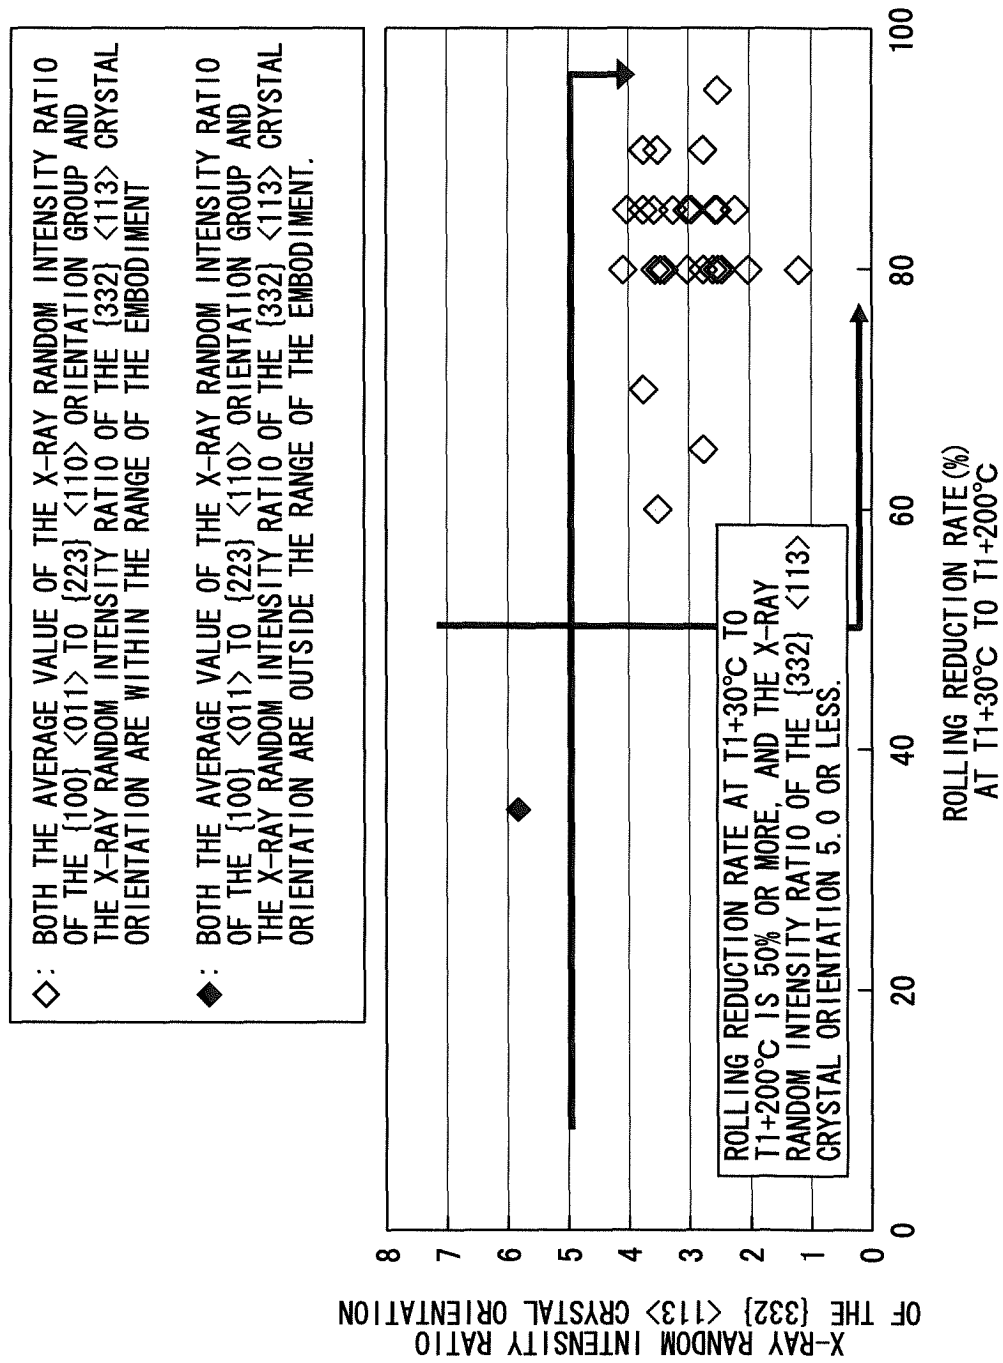 ◇: BOTH THE AVERAGE VALUE OF THE X-RAY RANDOM INTENSITY RATIO
OF THE {100} <011> TO {223} <110> ORIENTATION GROUP AND
THE X-RAY RANDOM INTENSITY RATIO OF THE {332} <113> CRYSTAL
ORIENTATION ARE WITHIN THE RANGE OF THE EMBODIMENT
◆: BOTH THE AVERAGE VALUE OF THE X-RAY RANDOM INTENSITY RATIO
OF THE {100} <011> TO {223} <110> ORIENTATION GROUP AND
THE X-RAY RANDOM INTENSITY RATIO OF THE {332} <113> CRYSTAL
ORIENTATION ARE OUTSIDE THE RANGE OF THE EMBODIMENT.
X-RAY RANDOM INTENSITY RATIO
OF THE {332} <113> CRYSTAL ORIENTATION
8
7
6
5
4
3
2
1
0
ROLLING REDUCTION RATE AT T1+30℃ TO
T1+200℃ IS 50% OR MORE, AND THE X-RAY
RANDOM INTENSITY RATIO OF THE {332} <113>
CRYSTAL ORIENTATION 5.0 OR LESS.
0
20
40
60
80
100
ROLLING REDUCTION RATE(%)
AT T1+30℃ TO T1+200℃